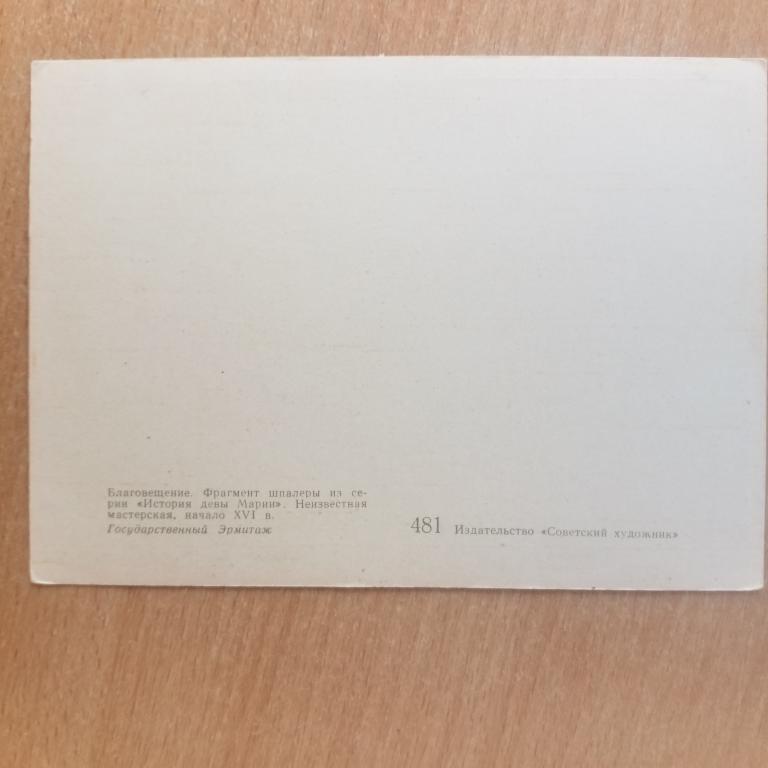 Благовещение. Фрагмент шпалеры из се-
рии «История девы Марии». Неизвестная
мастерская, начало XVI в.
Государственный Эрмитаж
481 Издательство «Советский художник»